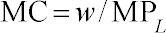 MC = w/MP_L